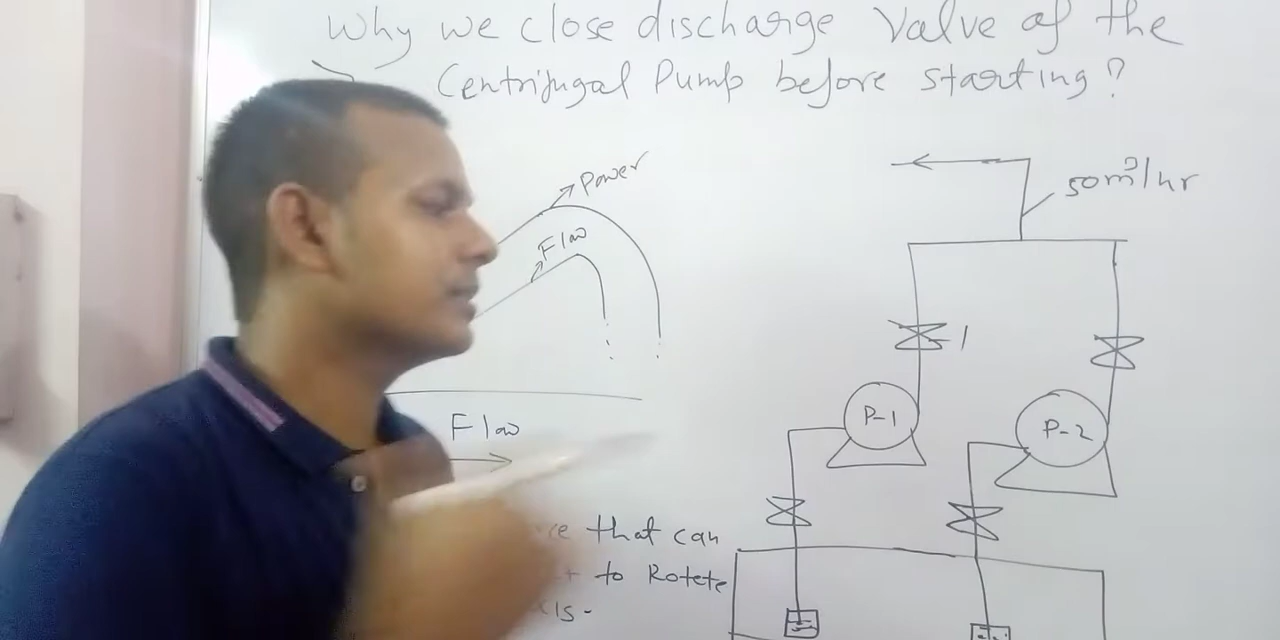 Why we close discharge Valve of the
Centrifugal Pump before starting?
Power
Flow
50m³/hr
1
P-1
P-2
Flow
that can
to Rotete